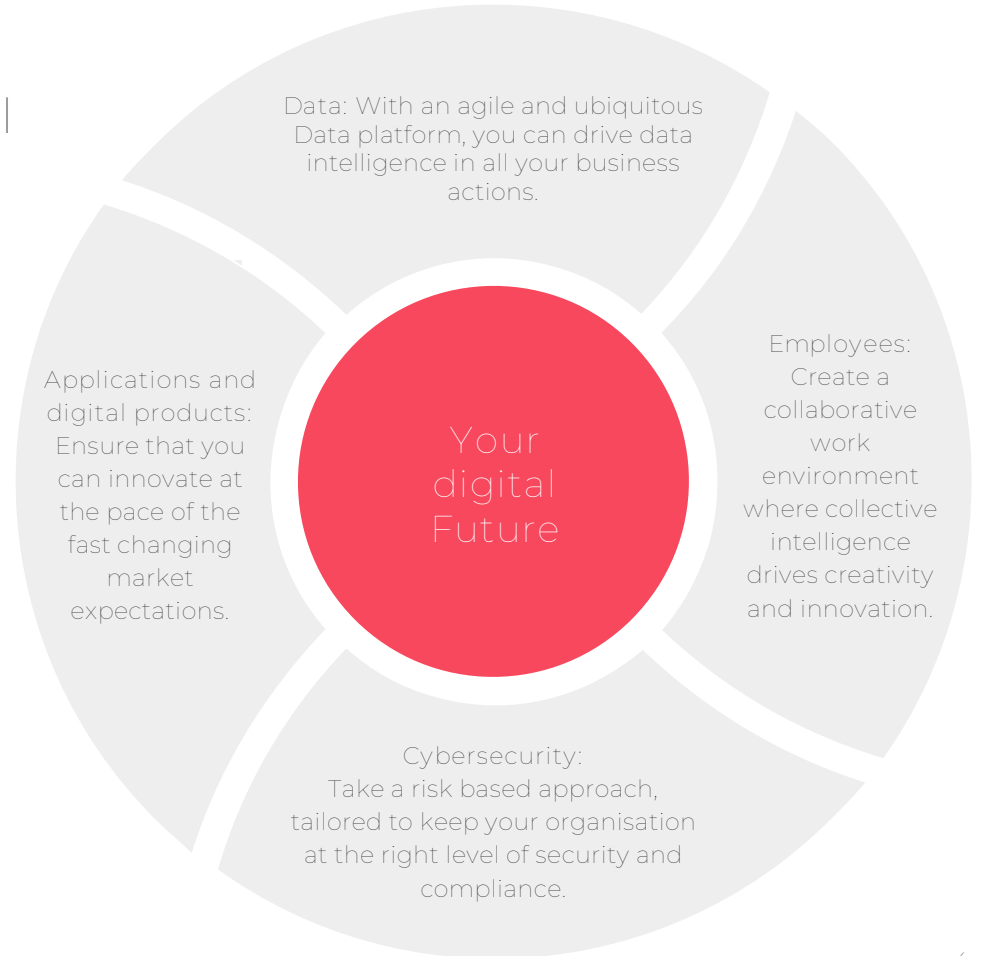 Data: With an agile and ubiquitous
Data platform, you can drive data
intelligence in all your business
actions.
Employees:
Create a
collaborative
work
environment
where collective
intelligence
drives creativity
and innovation.
Applications and
digital products:
Ensure that you
can innovate at
the pace of the
fast changing
market
expectations.
Your
digital
Future
Cybersecurity:
Take a risk based approach,
tailored to keep your organisation
at the right level of security and
compliance.